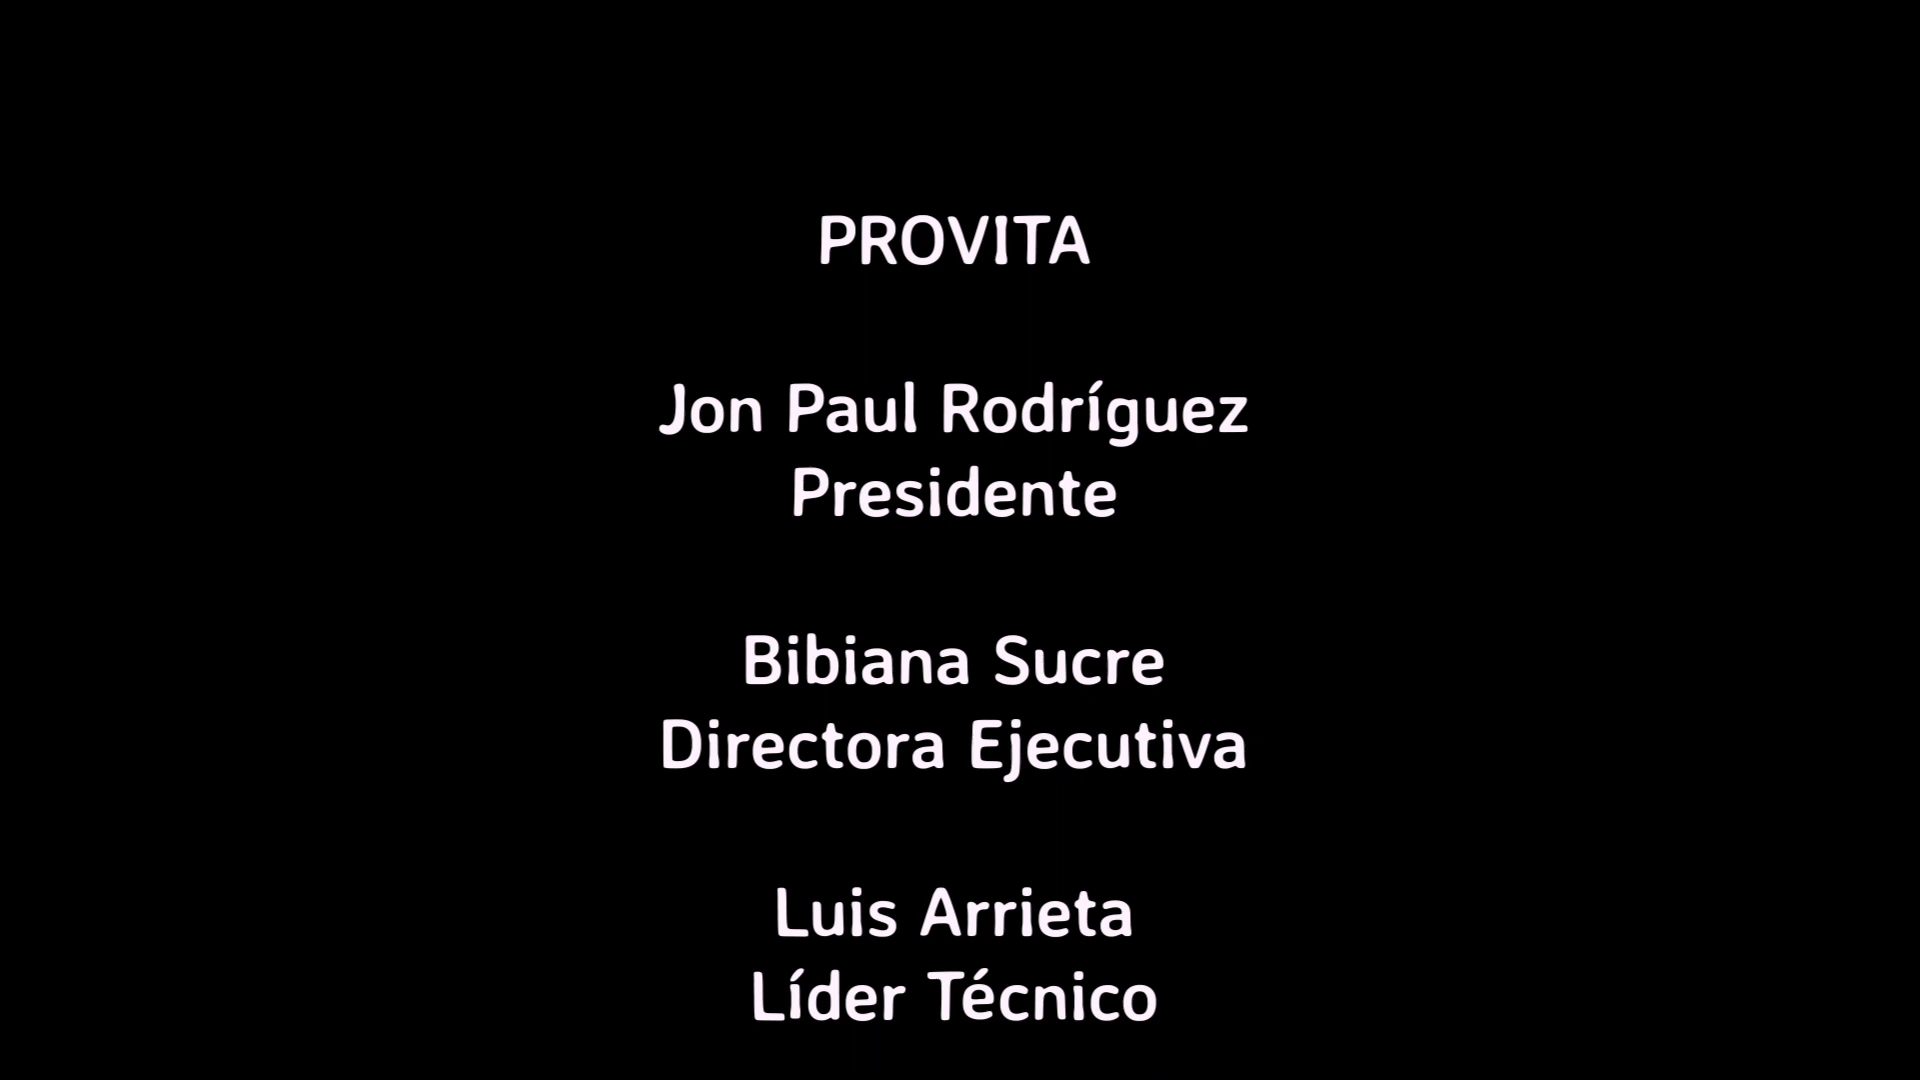 PROVITA
Jon Paul Rodríguez
Presidente
Bibiana Sucre
Directora Ejecutiva
Luis Arrieta
Líder Técnico